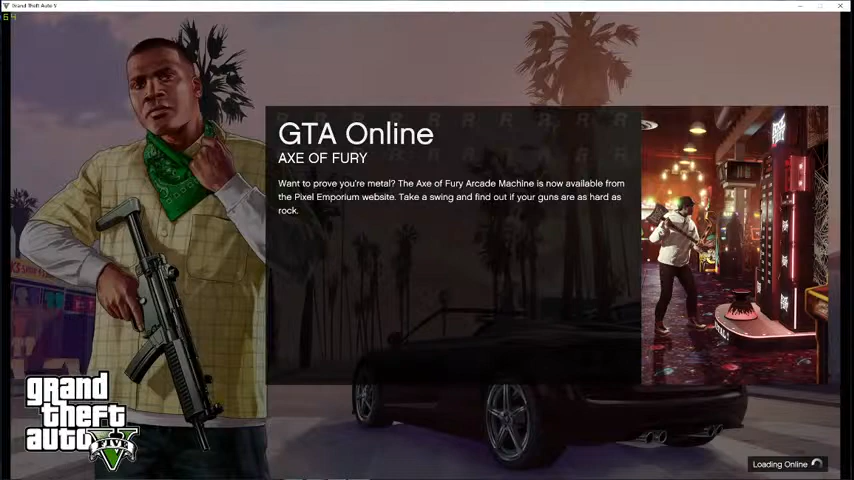 Grand Theft Auto V
64
GTA Online
AXE OF FURY
Want to prove you're metal? The Axe of Fury Arcade Machine is now available from
the Pixel Emporium website. Take a swing and find out if your guns are as hard as
rock.
grand
theft
auto V
FIVE
Loading Online